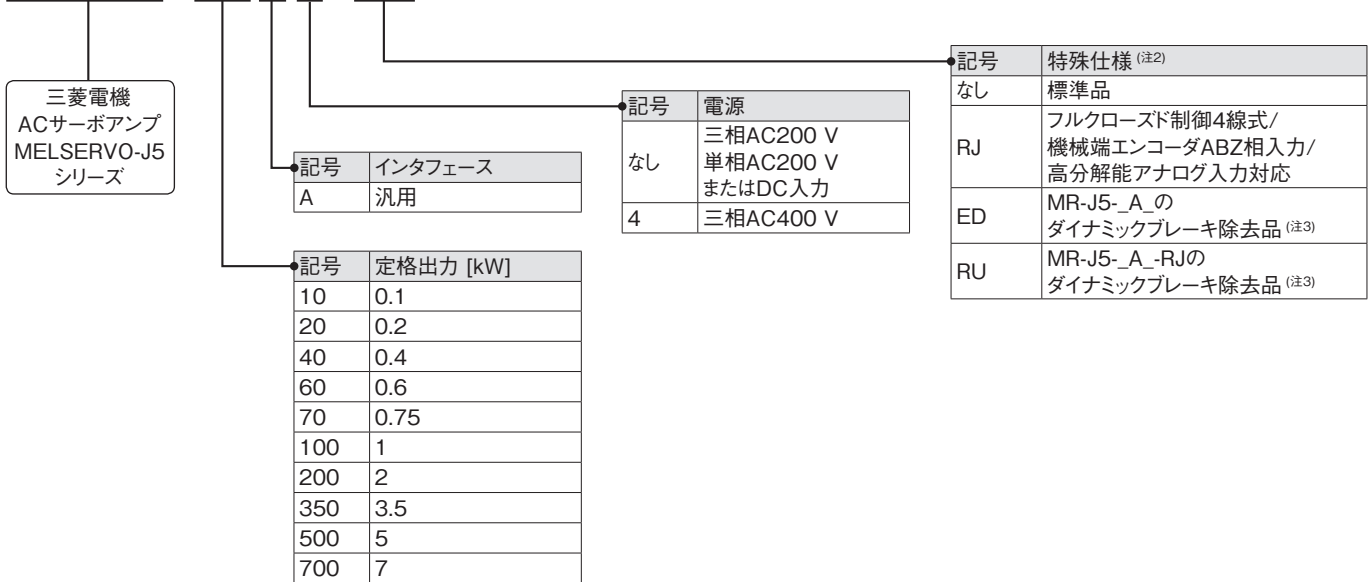 三菱電機
ACサーボアンプ
MELSERVO-J5
シリーズ
記号 インタフェース
A 汎用
記号 定格出力 [kW]
10 0.1
20 0.2
40 0.4
60 0.6
70 0.75
100 1
200 2
350 3.5
500 5
700 7
記号 電源
なし 三相AC200 V
単相AC200 V
またはDC入力
4 三相AC400 V
記号 特殊仕様 (注2)
なし 標準品
RJ フルクローズド制御4線式/
機械端エンコーダABZ相入力/
高分解能アナログ入力対応
ED MR-J5-_A_の
ダイナミックブレーキ除去品 (注3)
RU MR-J5-_A_-RJの
ダイナミックブレーキ除去品 (注3)